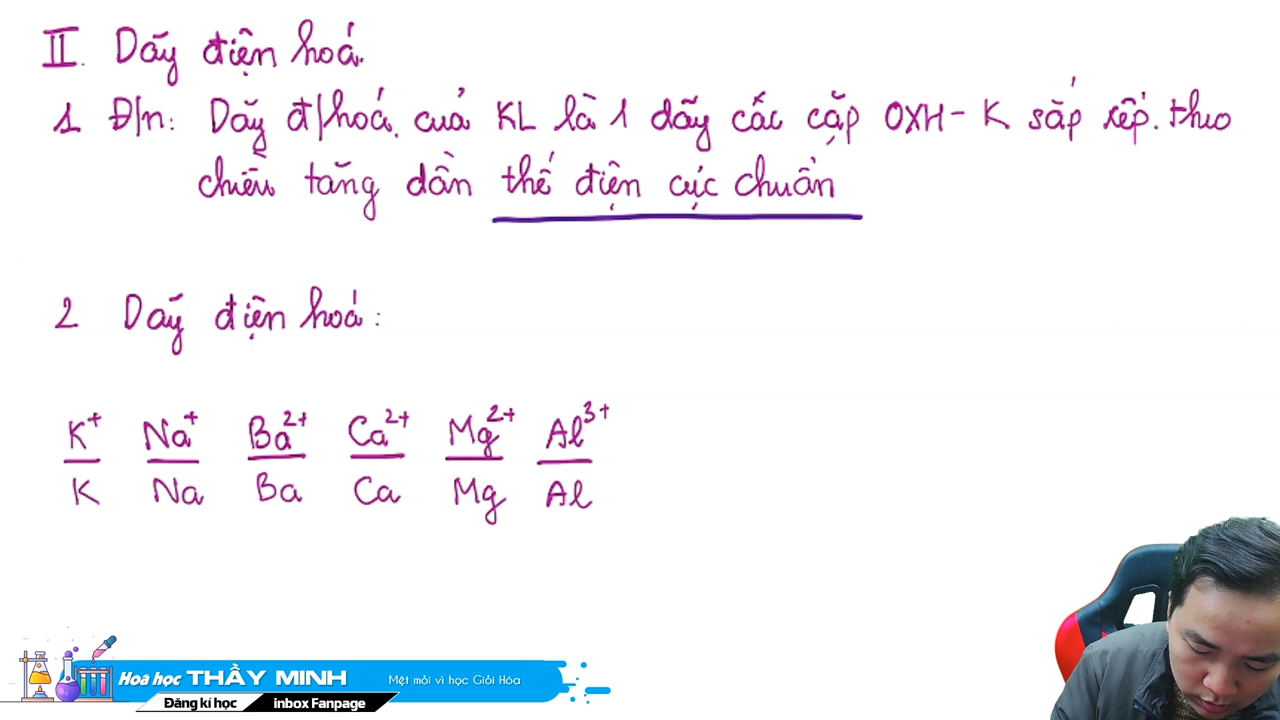 II. Dãy điện hoá.
1 Đ/n: Dãy đ/hoá. cuả KL là 1 dãy các cặp OXH - K sắp xếp. theo
chiều tăng dần thế điện cực chuẩn
2 Dãy điện hoá:
K⁺ Na⁺ Ba²⁺ Ca²⁺ Mg²⁺ Al³⁺
K Na Ba Ca Mg Al
Hoá học THẦY MINH Mệt mỏi vì học Giỏi Hóa
Đăng kí học inbox Fanpage